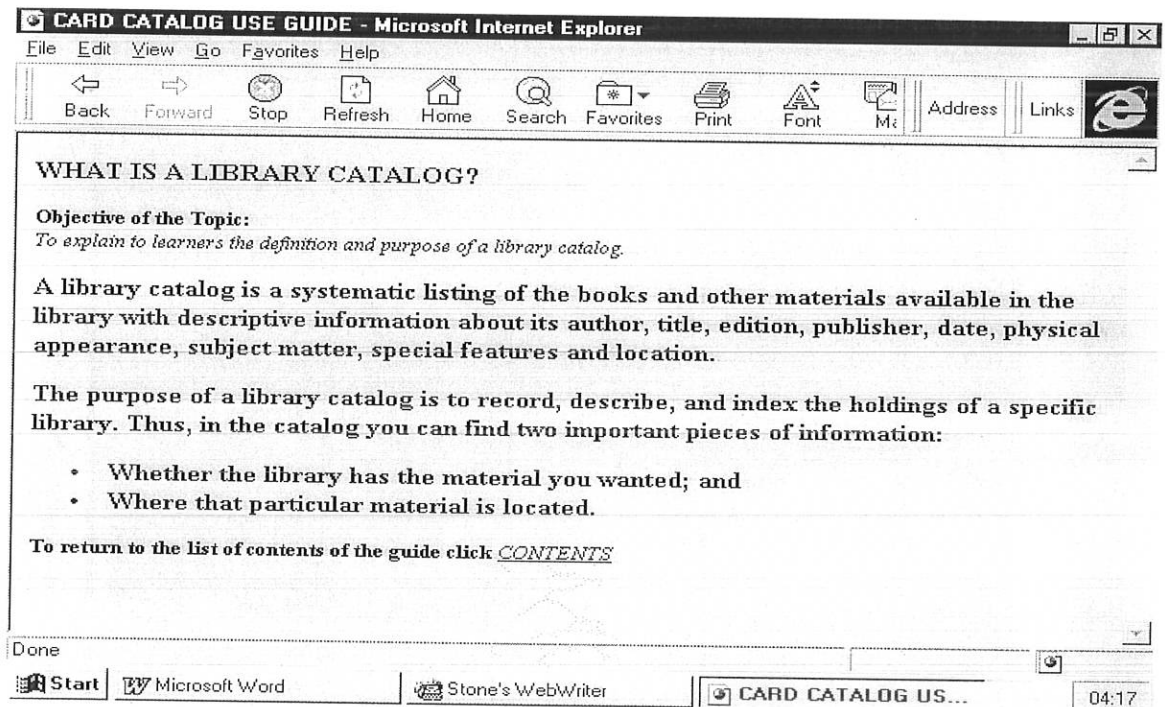 CARD CATALOG USE GUIDE - Microsoft Internet Explorer
File Edit View Go Favorites Help
Back Forward Stop Refresh Home Search Favorites Print Font Ma Address Links
WHAT IS A LIBRARY CATALOG?
Objective of the Topic:
To explain to learners the definition and purpose of a library catalog.
A library catalog is a systematic listing of the books and other materials available in the
library with descriptive information about its author, title, edition, publisher, date, physical
appearance, subject matter, special features and location.
The purpose of a library catalog is to record, describe, and index the holdings of a specific
library. Thus, in the catalog you can find two important pieces of information:
• Whether the library has the material you wanted; and
• Where that particular material is located.
To return to the list of contents of the guide click CONTENTS
Done
Start Microsoft Word Stone's WebWriter CARD CATALOG US... 04:17